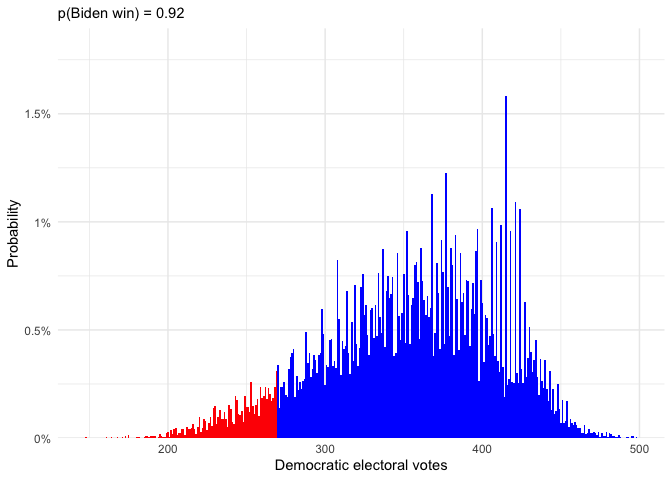 p(Biden win) = 0.92
1.5%
1%
0.5%
0%
Probability
200 300 400 500
Democratic electoral votes